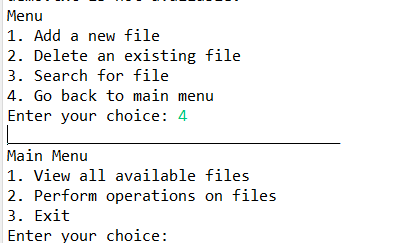 Menu
1. Add a new file
2. Delete an existing file
3. Search for file
4. Go back to main menu
Enter your choice: 4
Main Menu
1. View all available files
2. Perform operations on files
3. Exit
Enter your choice: